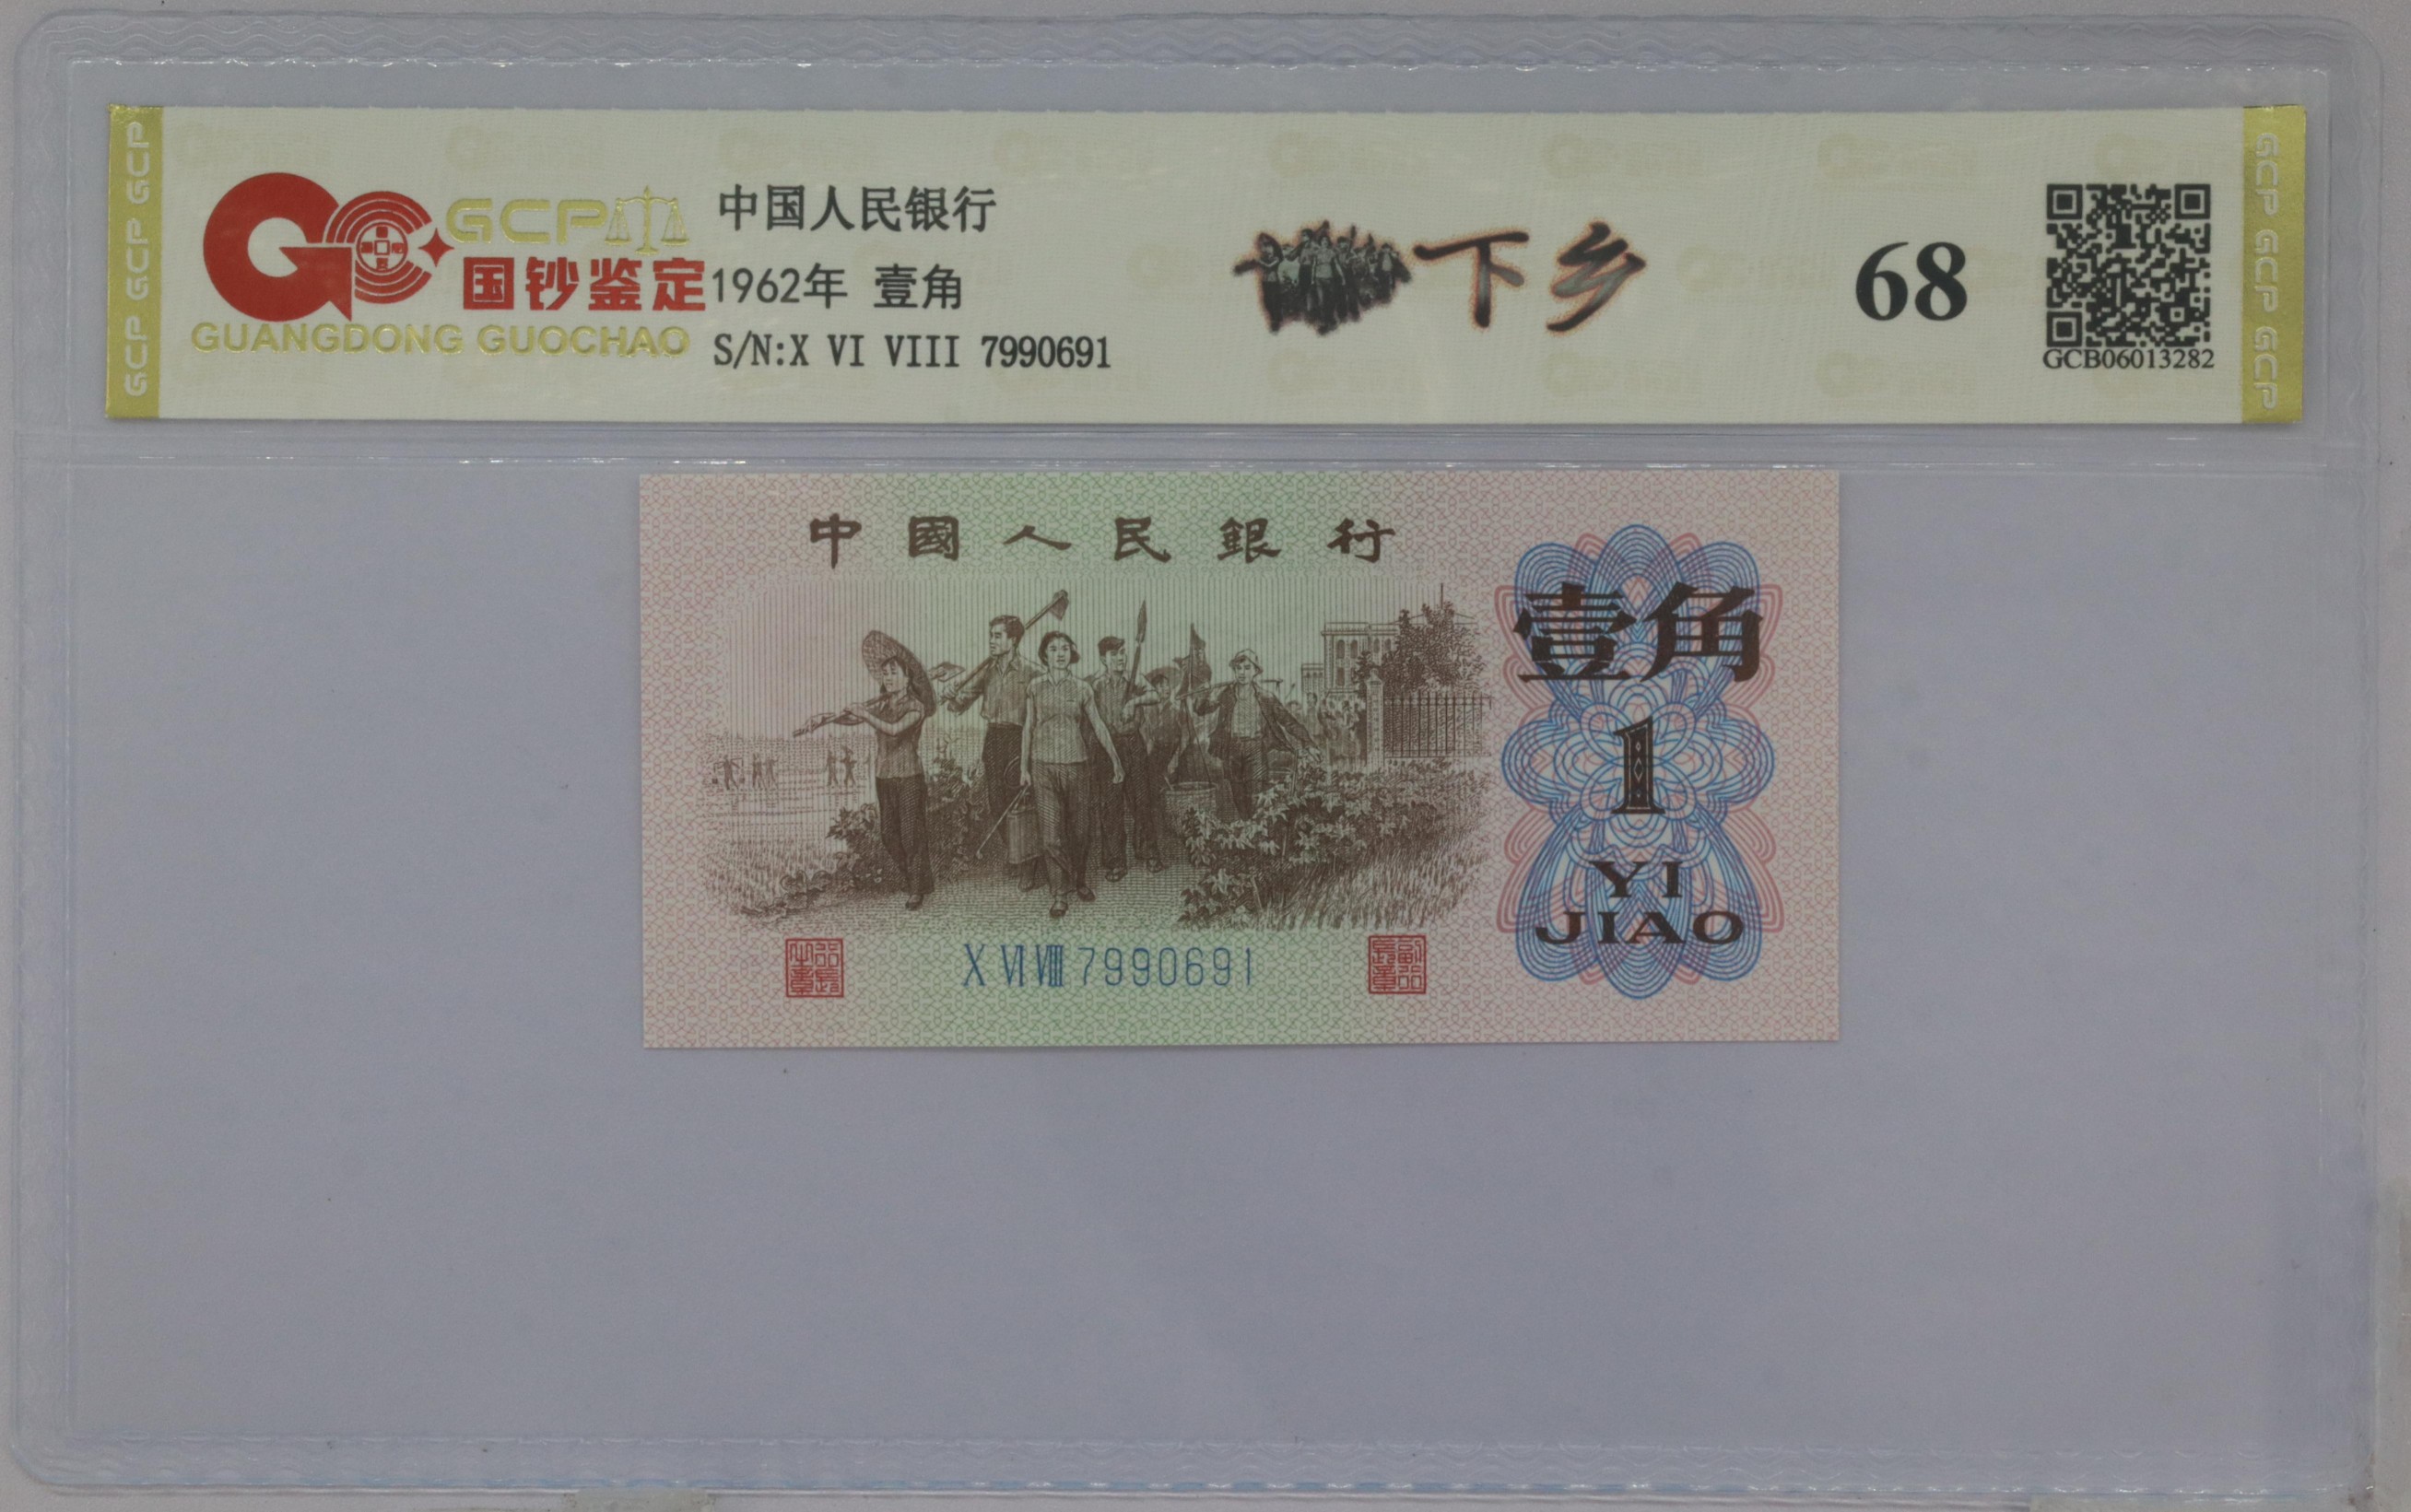 GCP GCP GCP GCP
GCP
国钞鉴定
GUANGDONG GUOCHAO
中国人民银行
1962年 壹角
S/N:X VI VIII 7990691
下乡
68
GCB06013282
GCP GCP GCP
中國人民銀行
壹角
1
YI
JIAO
X VI VIII 7990691